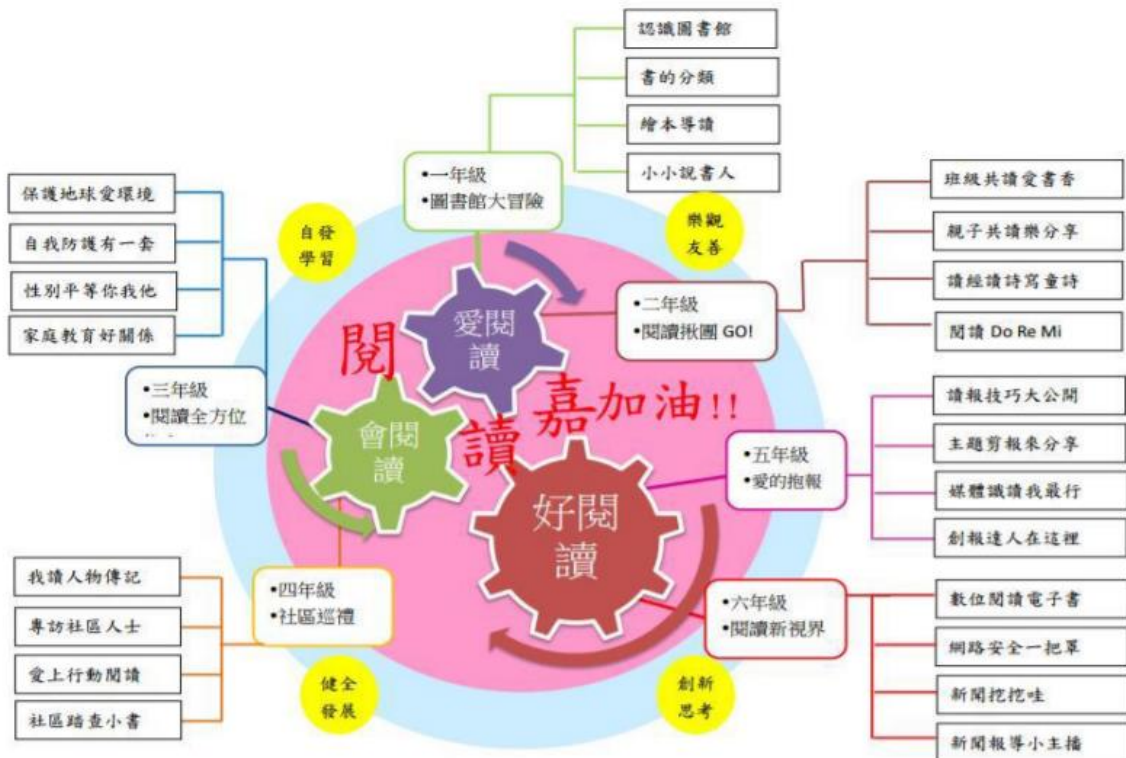 認識圖書館
書的分類
繪本導讀
小小說書人
•一年級
•圖書館大冒險
保護地球愛環境
自我防護有一套
性別平等你我他
家庭教育好關係
自發
學習
樂觀
友善
班級共讀愛書香
親子共讀樂分享
讀經讀詩寫童詩
閱讀 Do Re Mi
•二年級
•閱讀揪團 GO!
愛閱
讀
閱
讀
嘉加油!!
•三年級
•閱讀全方位
會閱
讀
好閱
讀
•五年級
•愛的抱報
讀報技巧大公開
主題剪報來分享
媒體識讀我最行
創報達人在這裡
我讀人物傳記
專訪社區人士
愛上行動閱讀
社區踏查小書
•四年級
•社區巡禮
•六年級
•閱讀新視界
數位閱讀電子書
網路安全一把罩
新聞挖挖哇
新聞報導小主播
健全
發展
創新
思考